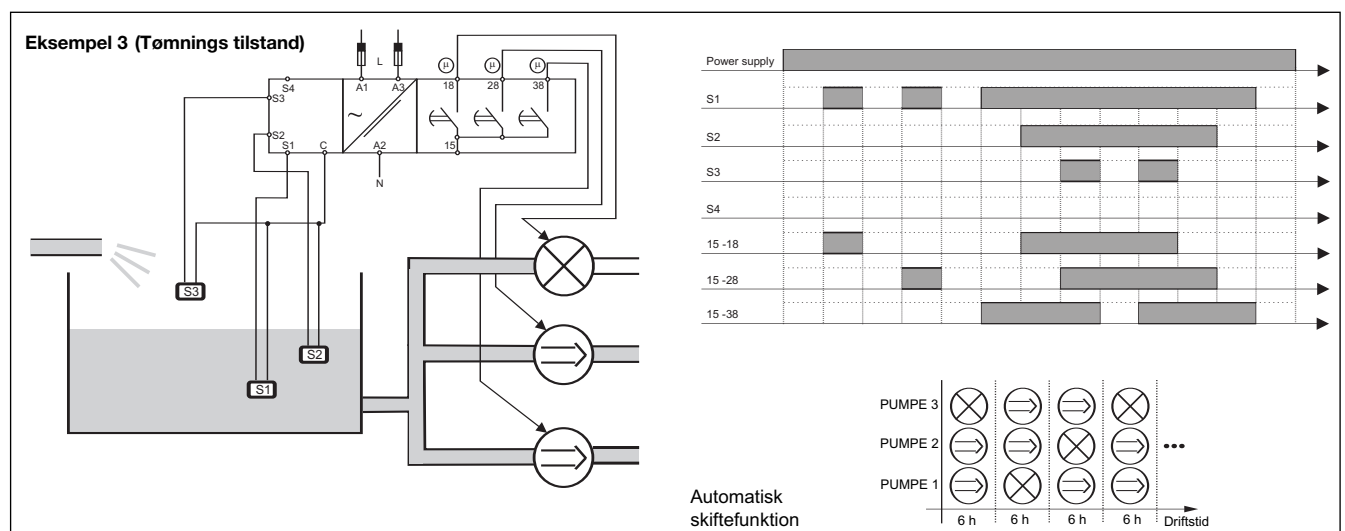 Eksempel 3 (Tømnings tilstand)
L
S4
A1
A3
μ
μ
μ
18
28
38
S3
~
S2
S1
C
A2
15
N
S3
S2
S1
Power supply
S1
S2
S3
S4
15 -18
15 -28
15 -38
PUMPE 3
PUMPE 2
•••
PUMPE 1
Automatisk
skiftefunktion
6 h
6 h
6 h
6 h
Driftstid